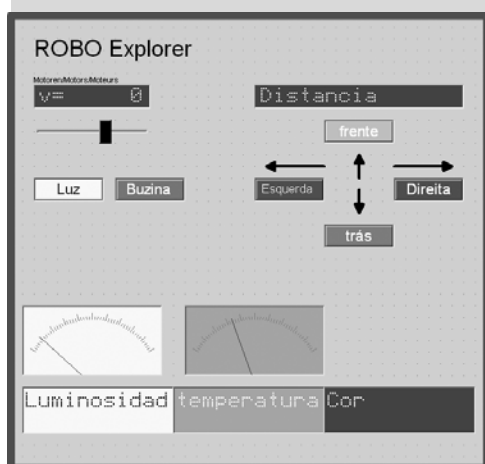 ROBO Explorer
Motoren/Motors/Moteurs
v= 0
Distancia
frente
Luz Buzina Esquerda Direita
trás
Luminosidad temperatura Cor